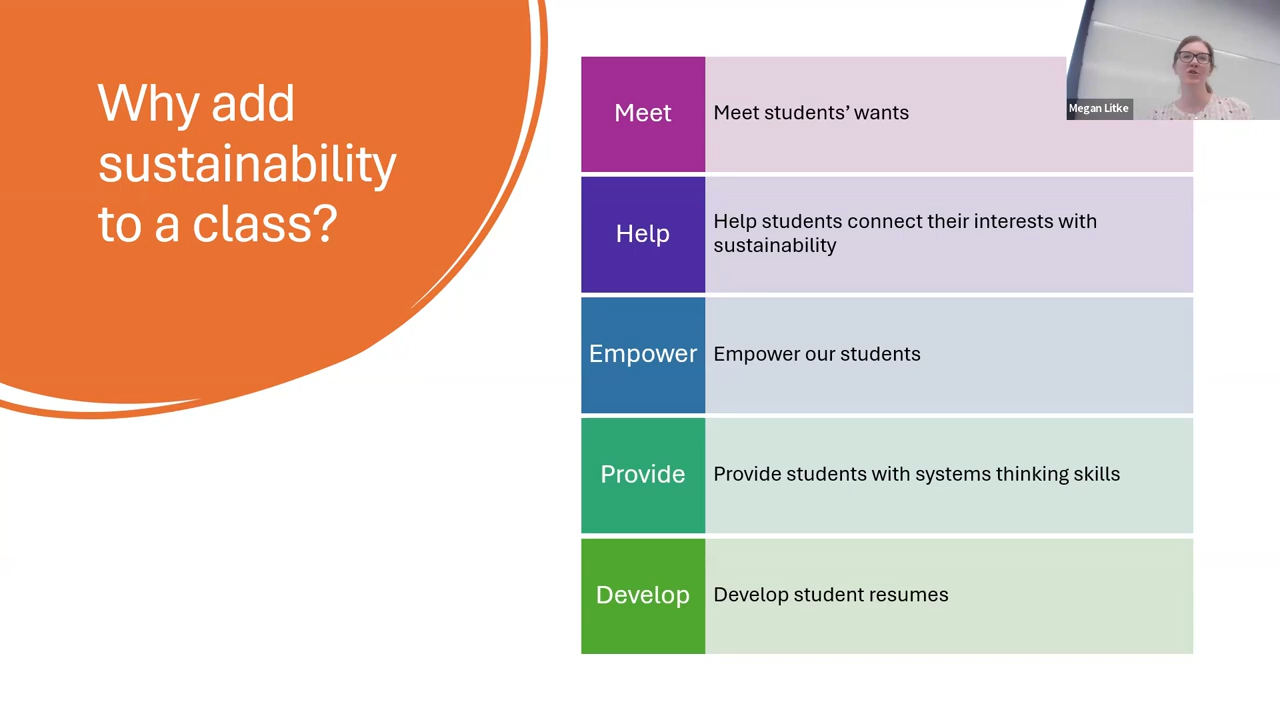 Why add
sustainability
to a class?
Meet
Meet students’ wants
Help
Help students connect their interests with
sustainability
Empower
Empower our students
Provide
Provide students with systems thinking skills
Develop
Develop student resumes
Megan Litke